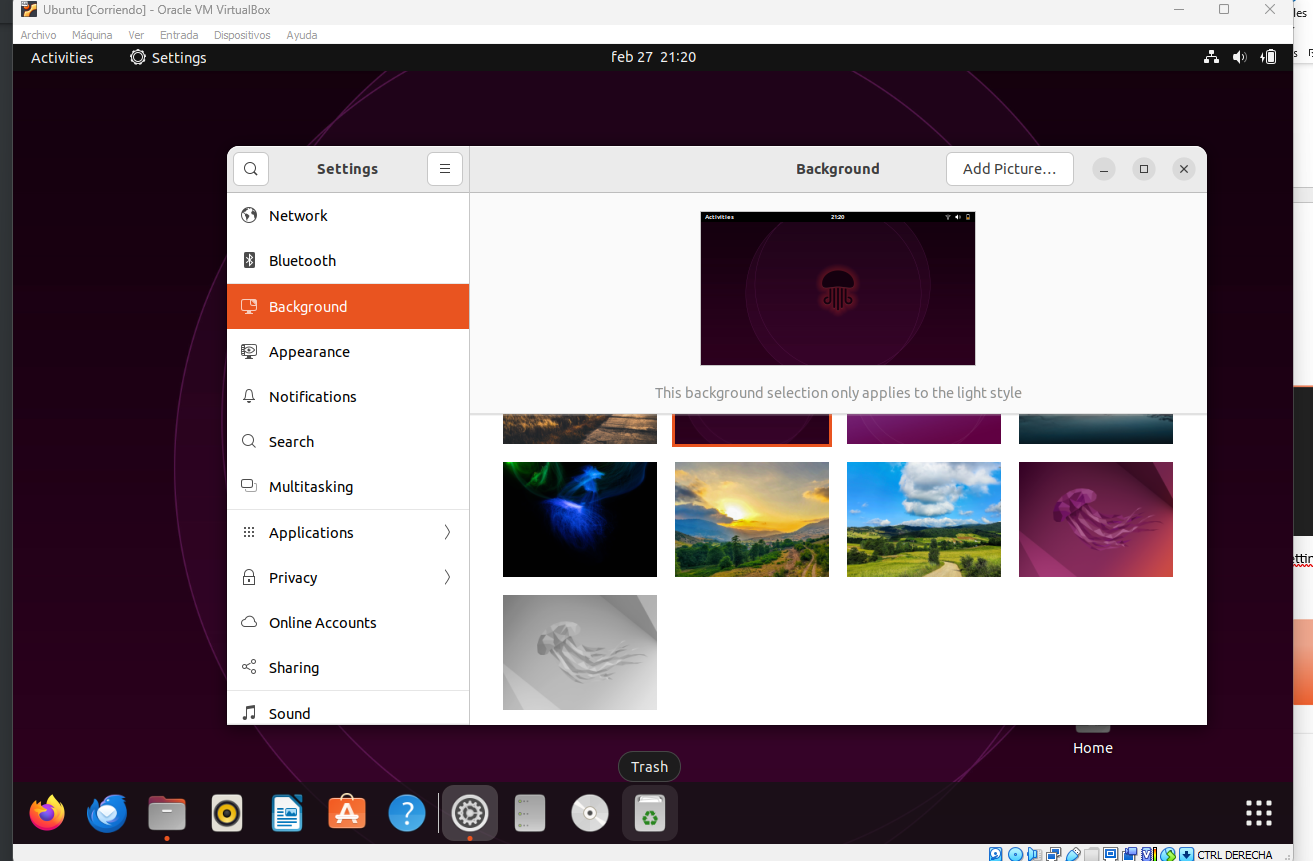 Ubuntu [Corriendo] - Oracle VM VirtualBox
Archivo Máquina Ver Entrada Dispositivos Ayuda
Activities Settings feb 27 21:20
Settings Background Add Picture...
Network
Bluetooth
Background
Appearance
Notifications
Search
Multitasking
Applications
Privacy
Online Accounts
Sharing
Sound
Activities 21:20
This background selection only applies to the light style
Home
Trash
CTRL DERECHA